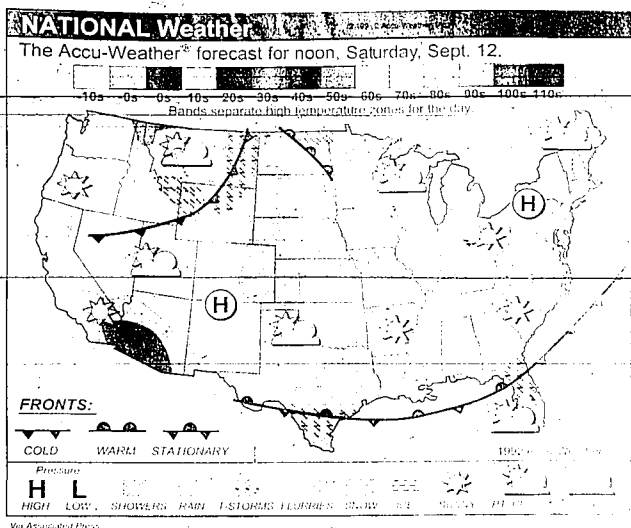 NATIONAL Weather
The Accu-Weather® forecast for noon, Saturday, Sept. 12.
-10s -0s 0s 10s 20s 30s 40s 50s 60s 70s 80s 90s 100s 110s
Bands separate high temperature zones for the day.
H
H
FRONTS:
COLD WARM STATIONARY
Pressure
H L
HIGH LOW SHOWERS RAIN T-STORMS FLURRIES SNOW ICE SUNNY
Via Associated Press